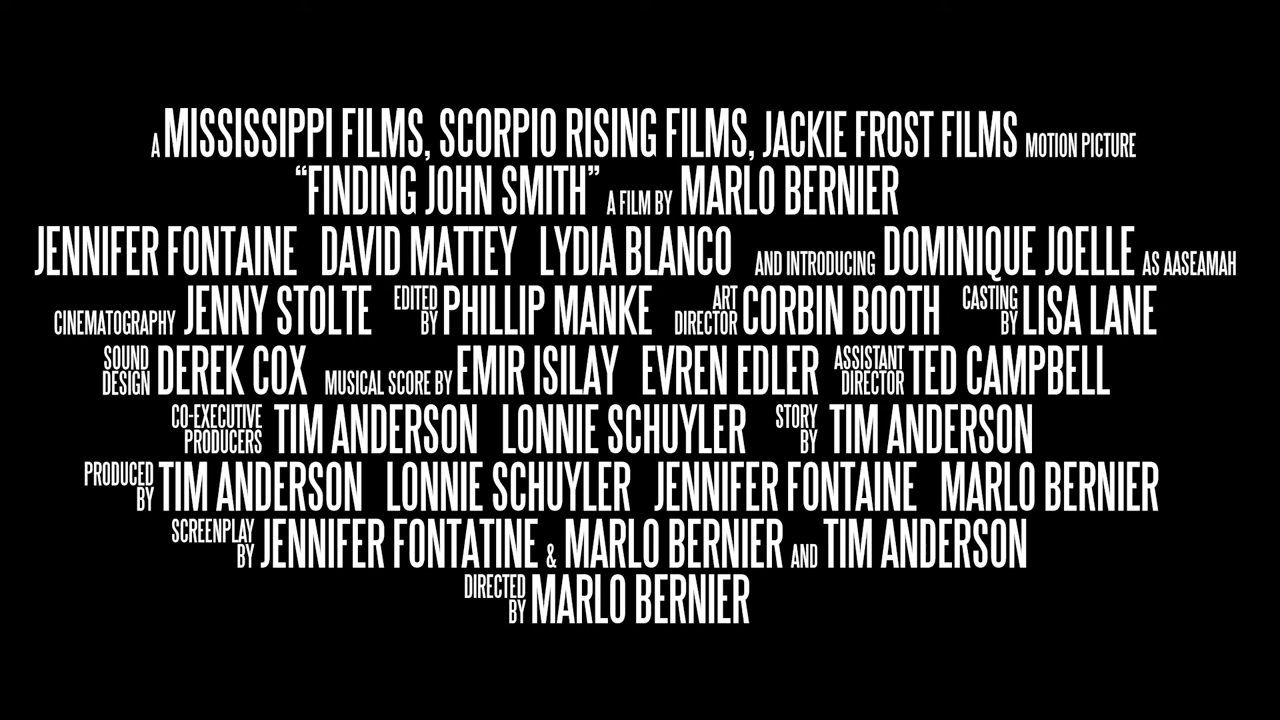 A MISSISSIPPI FILMS, SCORPIO RISING FILMS, JACKIE FROST FILMS MOTION PICTURE
“FINDING JOHN SMITH” A FILM BY MARLO BERNIER
JENNIFER FONTAINE DAVID MATTEY LYDIA BLANCO AND INTRODUCING DOMINIQUE JOELLE AS AASEAMAH
CINEMATOGRAPHY JENNY STOLTE EDITED BY PHILLIP MANKE ART DIRECTOR CORBIN BOOTH CASTING BY LISA LANE
SOUND DESIGN DEREK COX MUSICAL SCORE BY EMIR ISILAY EVREN EDLER ASSISTANT DIRECTOR TED CAMPBELL
CO-EXECUTIVE PRODUCERS TIM ANDERSON LONNIE SCHUYLER STORY BY TIM ANDERSON
PRODUCED BY TIM ANDERSON LONNIE SCHUYLER JENNIFER FONTAINE MARLO BERNIER
SCREENPLAY BY JENNIFER FONTATINE & MARLO BERNIER AND TIM ANDERSON
DIRECTED BY MARLO BERNIER